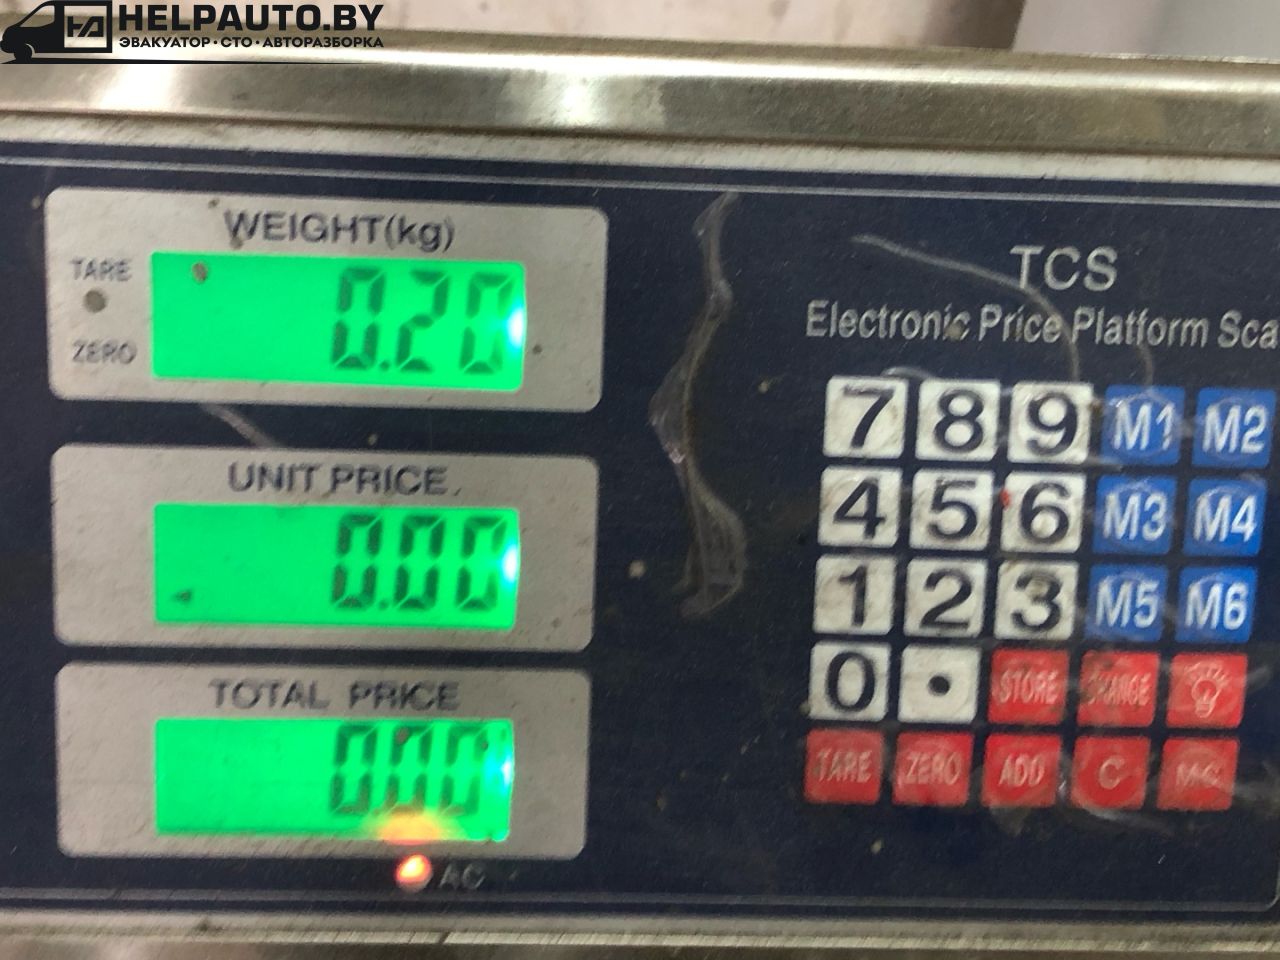 HELPAUTO.BY
ЭВАКУАТОР • СТО • АВТОРАЗБОРКА
WEIGHT(kg)
TARE
0.20
ZERO
UNIT PRICE
0.00
TOTAL PRICE
0.00
AC
TCS
Electronic Price Platform Sca
7 8 9 M1 M2
4 5 6 M3 M4
1 2 3 M5 M6
0 . STORE CHANGE
TARE ZERO ADD C MC